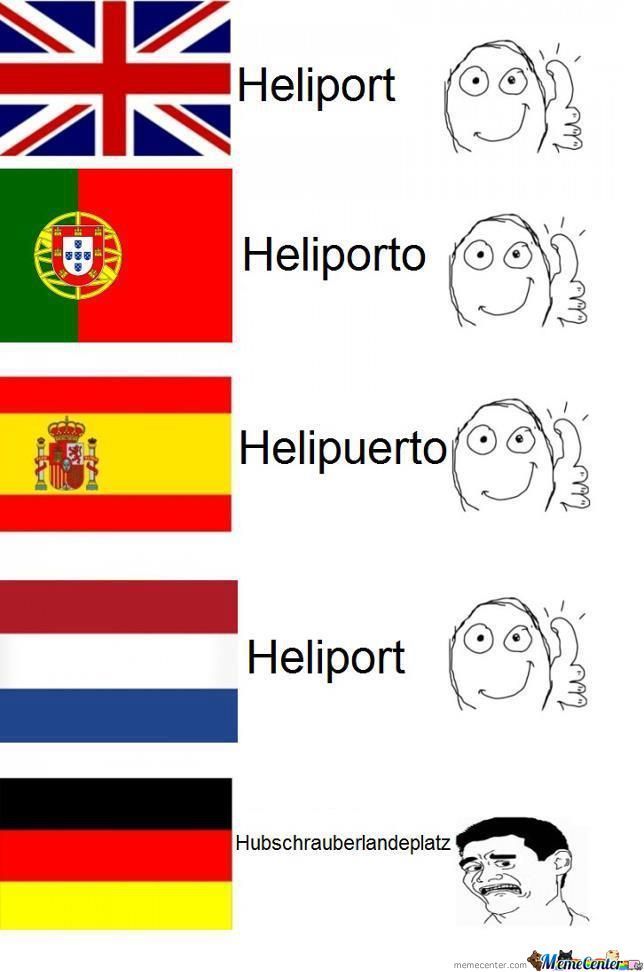 Heliport
Heliporto
Helipuerto
Heliport
Hubschrauberlandeplatz
memecenter.com MemeCenter